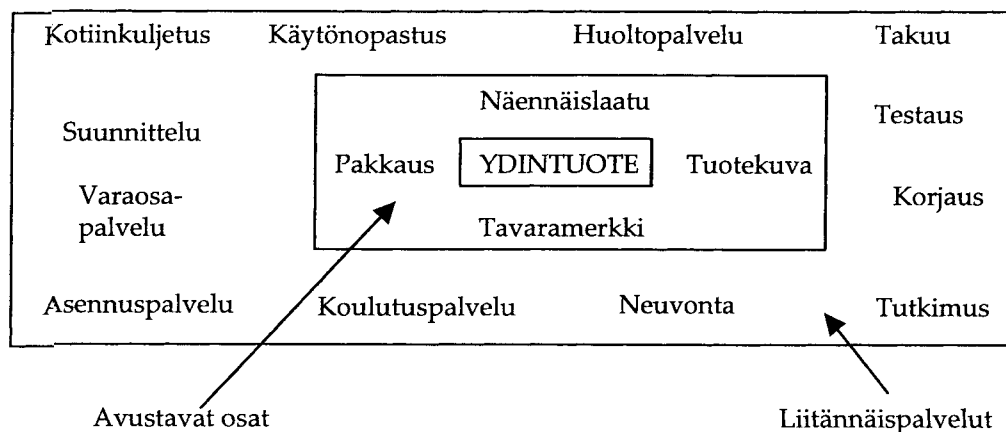 Kotiinkuljetus Käytönopastus Huoltopalvelu Takuu
Näennäislaatu Testaus
Suunnittelu
Pakkaus YDINTUOTE Tuotekuva
Varaosa- Korjaus
palvelu Tavaramerkki
Asennuspalvelu Koulutuspalvelu Neuvonta Tutkimus
Avustavat osat Liitännäispalvelut